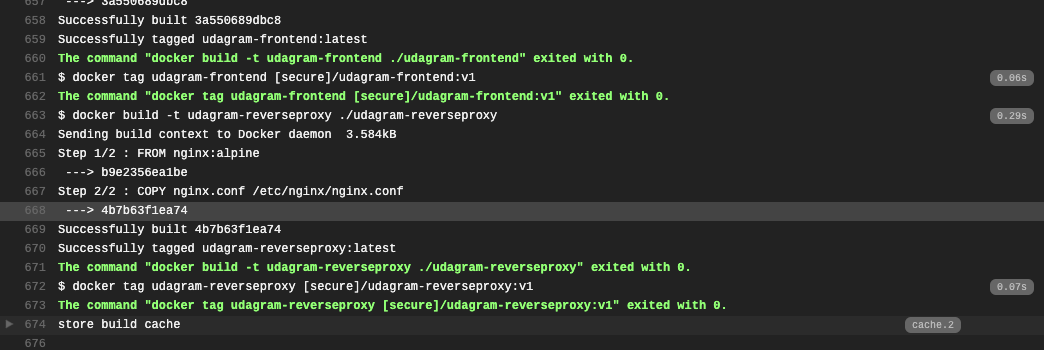 657 ---> 3a550689dbc8
658 Successfully built 3a550689dbc8
659 Successfully tagged udagram-frontend:latest
660 The command "docker build -t udagram-frontend ./udagram-frontend" exited with 0.
661 $ docker tag udagram-frontend [secure]/udagram-frontend:v1 0.06s
662 The command "docker tag udagram-frontend [secure]/udagram-frontend:v1" exited with 0.
663 $ docker build -t udagram-reverseproxy ./udagram-reverseproxy 0.29s
664 Sending build context to Docker daemon  3.584kB
665 Step 1/2 : FROM nginx:alpine
666 ---> b9e2356ea1be
667 Step 2/2 : COPY nginx.conf /etc/nginx/nginx.conf
668 ---> 4b7b63f1ea74
669 Successfully built 4b7b63f1ea74
670 Successfully tagged udagram-reverseproxy:latest
671 The command "docker build -t udagram-reverseproxy ./udagram-reverseproxy" exited with 0.
672 $ docker tag udagram-reverseproxy [secure]/udagram-reverseproxy:v1 0.07s
673 The command "docker tag udagram-reverseproxy [secure]/udagram-reverseproxy:v1" exited with 0.
674 store build cache cache.2
676